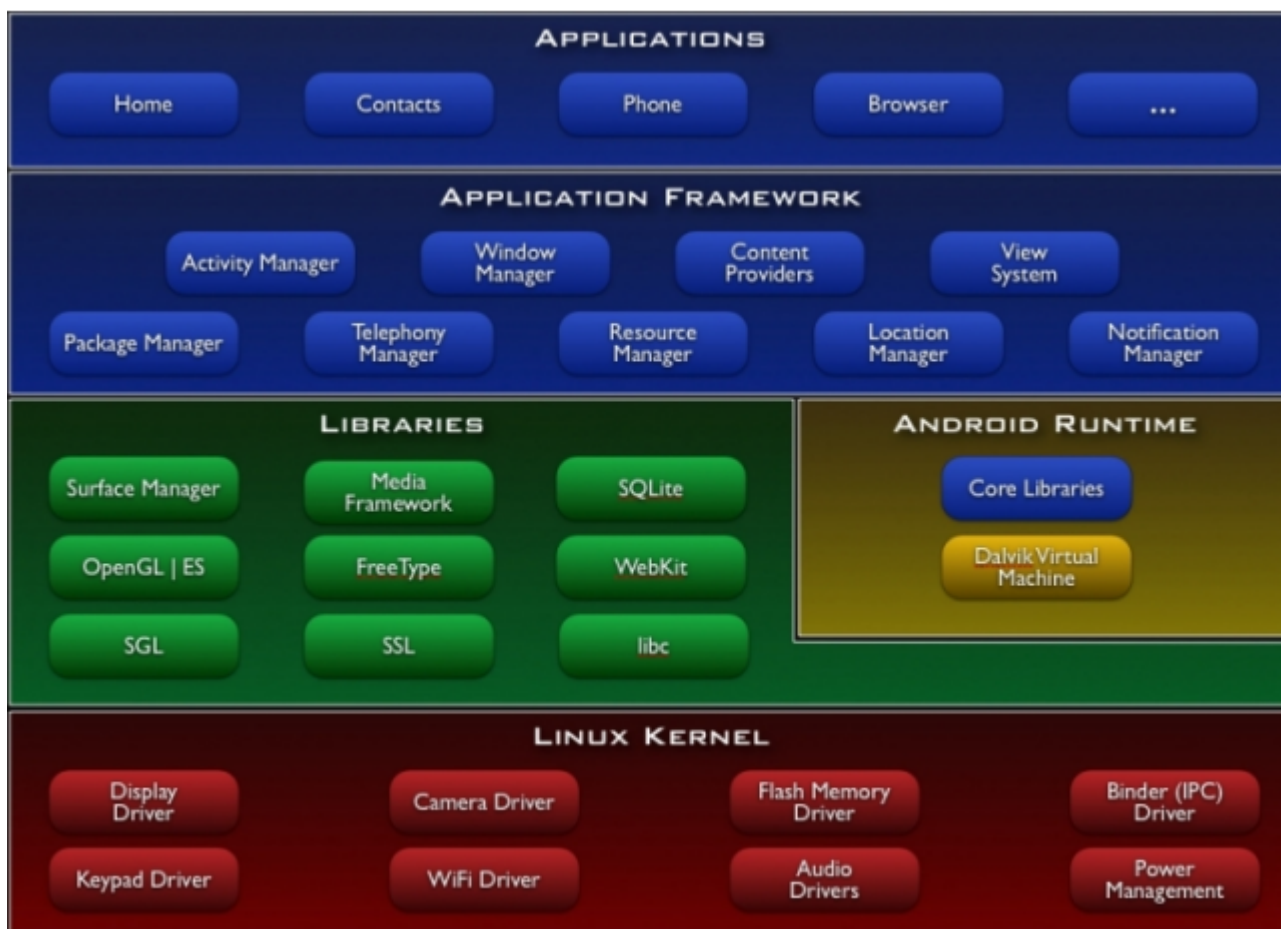 APPLICATIONS
Home
Contacts
Phone
Browser
...
APPLICATION FRAMEWORK
Activity Manager
Window
Manager
Content
Providers
View
System
Package Manager
Telephony
Manager
Resource
Manager
Location
Manager
Notification
Manager
LIBRARIES
Surface Manager
Media
Framework
SQLite
OpenGL | ES
FreeType
WebKit
SGL
SSL
libc
ANDROID RUNTIME
Core Libraries
Dalvik Virtual
Machine
LINUX KERNEL
Display
Driver
Camera Driver
Flash Memory
Driver
Binder (IPC)
Driver
Keypad Driver
WiFi Driver
Audio
Drivers
Power
Management